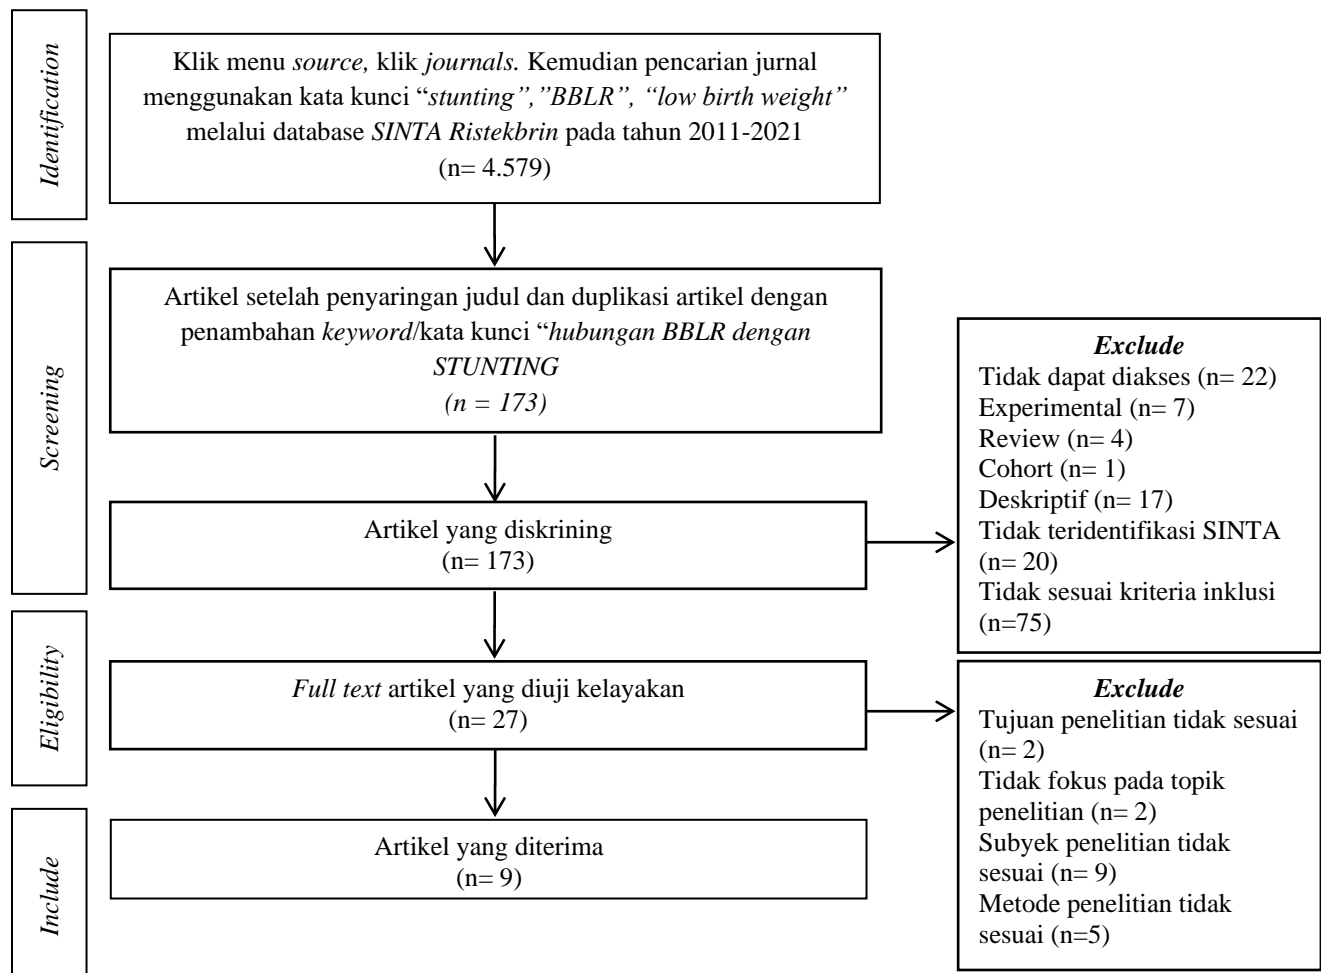 Identification
Klik menu source, klik journals. Kemudian pencarian jurnal
menggunakan kata kunci “stunting”,”BBLR”, “low birth weight”
melalui database SINTA Ristekbrin pada tahun 2011-2021
(n= 4.579)
Screening
Artikel setelah penyaringan judul dan duplikasi artikel dengan
penambahan keyword/kata kunci “hubungan BBLR dengan
STUNTING
(n = 173)
Artikel yang diskrining
(n= 173)
Exclude
Tidak dapat diakses (n= 22)
Experimental (n= 7)
Review (n= 4)
Cohort (n= 1)
Deskriptif (n= 17)
Tidak teridentifikasi SINTA
(n= 20)
Tidak sesuai kriteria inklusi
(n=75)
Eligibility
Full text artikel yang diuji kelayakan
(n= 27)
Exclude
Tujuan penelitian tidak sesuai
(n= 2)
Tidak fokus pada topik
penelitian (n= 2)
Subyek penelitian tidak
sesuai (n= 9)
Metode penelitian tidak
sesuai (n=5)
Include
Artikel yang diterima
(n= 9)